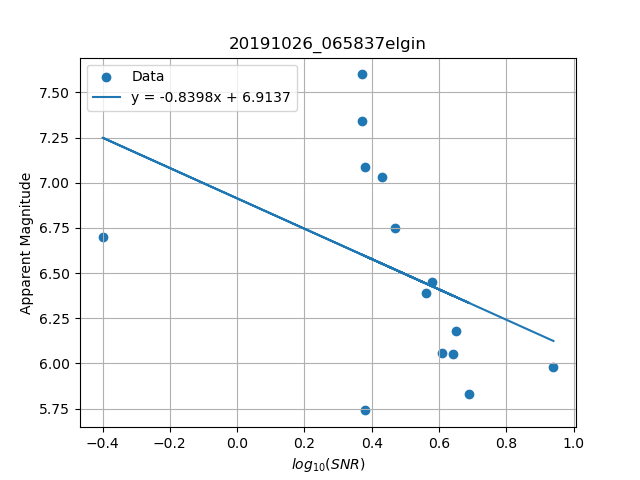 20191026_065837elgin
Data
y = -0.8398x + 6.9137
Apparent Magnitude
7.50
7.25
7.00
6.75
6.50
6.25
6.00
5.75
−0.4 −0.2 0.0 0.2 0.4 0.6 0.8 1.0
log₁₀(SNR)